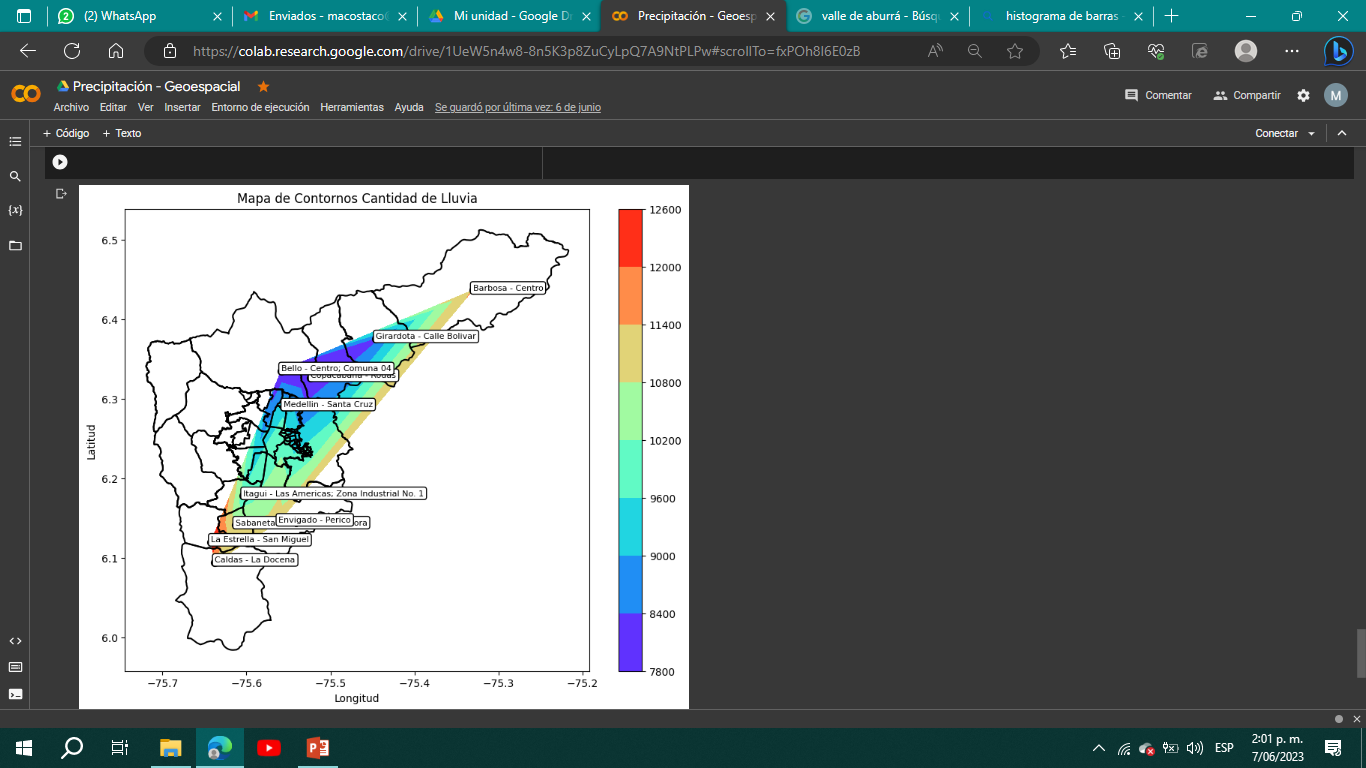 (2) WhatsApp
Enviados - macostaco
Mi unidad - Google D
Precipitación - Geoesp
valle de aburrá - Búsq
histograma de barras -
https://colab.research.google.com/drive/1UeW5n4w8-8n5K3p8ZuCyLpQ7A9NtPLPw#scrollTo=fxPOh8I6E0zB
Precipitación - Geoespacial
Archivo Editar Ver Insertar Entorno de ejecución Herramientas Ayuda Se guardó por última vez: 6 de junio
Comentar Compartir M
+ Código + Texto
Conectar
Mapa de Contornos Cantidad de Lluvia
6.5
6.4
6.3
6.2
6.1
6.0
Latitud
−75.7 −75.6 −75.5 −75.4 −75.3 −75.2
Longitud
Barbosa - Centro
Girardota - Calle Bolivar
Bello - Centro; Comuna 04
Copacabana - Rodas
Medellin - Santa Cruz
Itagui - Las Americas; Zona Industrial No. 1
Envigado - Perico
Sabaneta
ora
La Estrella - San Miguel
Caldas - La Docena
12600
12000
11400
10800
10200
9600
9000
8400
7800
ESP
2:01 p. m.
7/06/2023